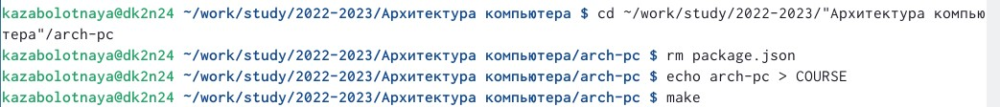 kazabolotnaya@dk2n24 ~/work/study/2022-2023/Архитектура компьютера $ cd ~/work/study/2022-2023/"Архитектура компью
тера"/arch-pc
kazabolotnaya@dk2n24 ~/work/study/2022-2023/Архитектура компьютера/arch-pc $ rm package.json
kazabolotnaya@dk2n24 ~/work/study/2022-2023/Архитектура компьютера/arch-pc $ echo arch-pc > COURSE
kazabolotnaya@dk2n24 ~/work/study/2022-2023/Архитектура компьютера/arch-pc $ make